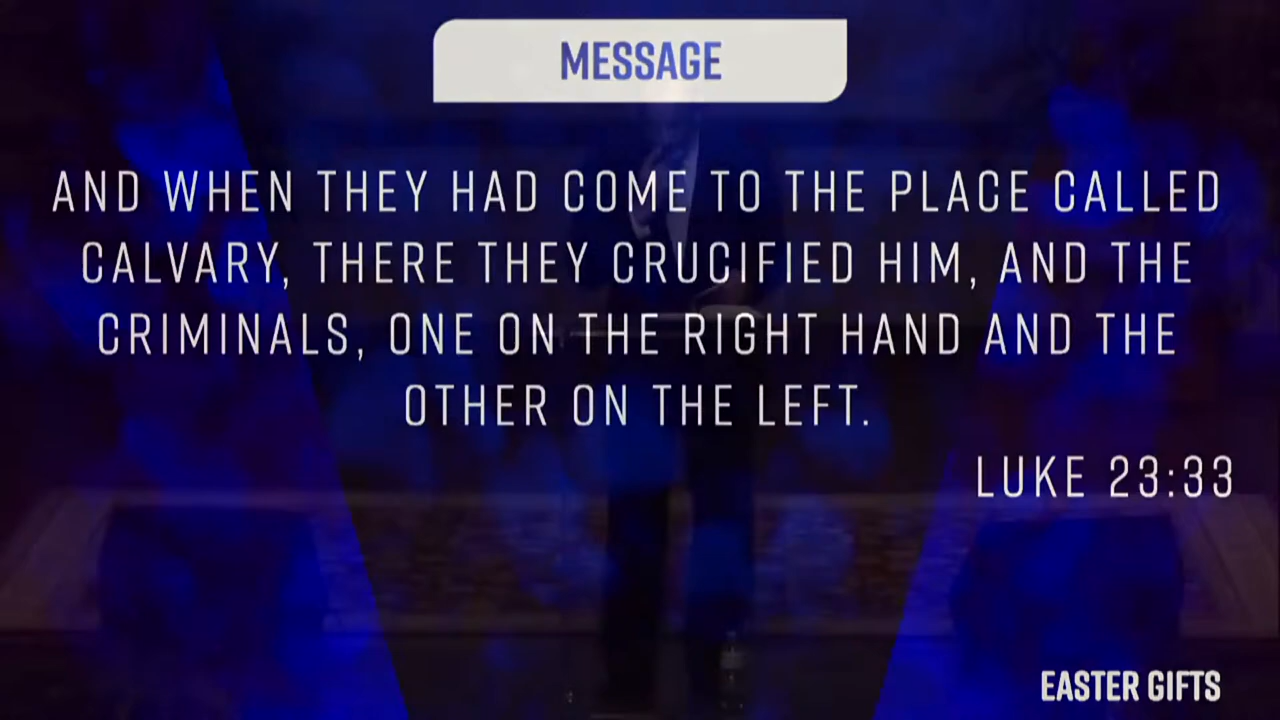 MESSAGE
AND WHEN THEY HAD COME TO THE PLACE CALLED
CALVARY, THERE THEY CRUCIFIED HIM, AND THE
CRIMINALS, ONE ON THE RIGHT HAND AND THE
OTHER ON THE LEFT.
LUKE 23:33
EASTER GIFTS